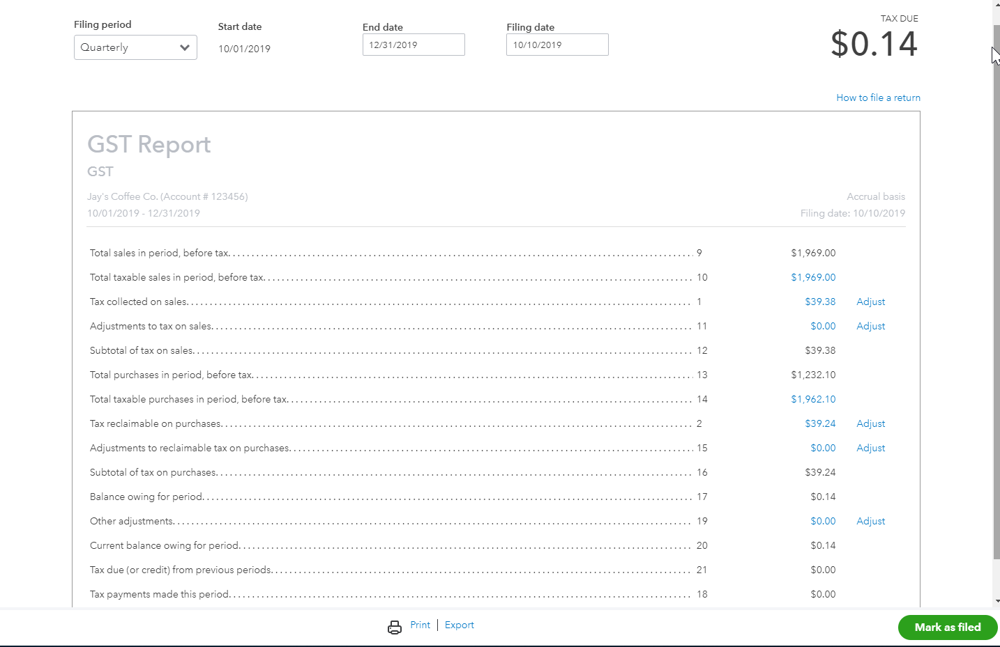 Filing period Start date End date Filing date TAX DUE
Quarterly 10/01/2019 12/31/2019 10/10/2019 $0.14
How to file a return
GST Report
GST
Jay's Coffee Co. (Account # 123456) Accrual basis
10/01/2019 - 12/31/2019 Filing date: 10/10/2019
Total sales in period, before tax 9 $1,969.00
Total taxable sales in period, before tax 10 $1,969.00
Tax collected on sales 1 $39.38 Adjust
Adjustments to tax on sales 11 $0.00 Adjust
Subtotal of tax on sales 12 $39.38
Total purchases in period, before tax 13 $1,232.10
Total taxable purchases in period, before tax 14 $1,962.10
Tax reclaimable on purchases 2 $39.24 Adjust
Adjustments to reclaimable tax on purchases 15 $0.00 Adjust
Subtotal of tax on purchases 16 $39.24
Balance owing for period 17 $0.14
Other adjustments 19 $0.00 Adjust
Current balance owing for period 20 $0.14
Tax due (or credit) from previous periods 21 $0.00
Tax payments made this period 18 $0.00
Print | Export Mark as filed